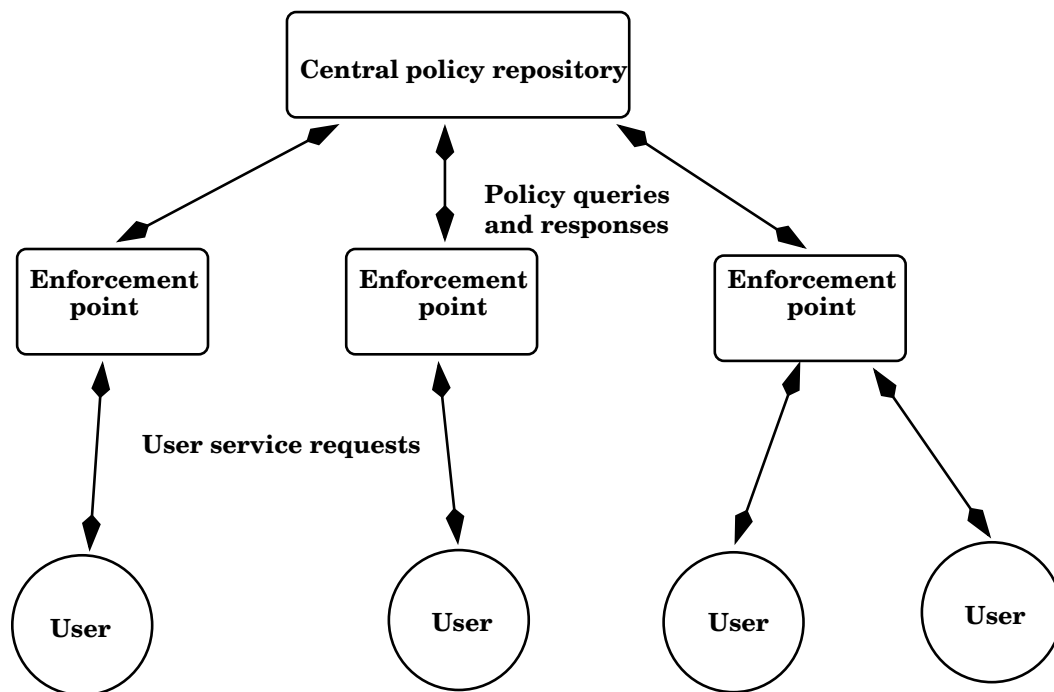 Central policy repository
Policy queries
and responses
Enforcement
point
Enforcement
point
Enforcement
point
User service requests
User
User
User
User